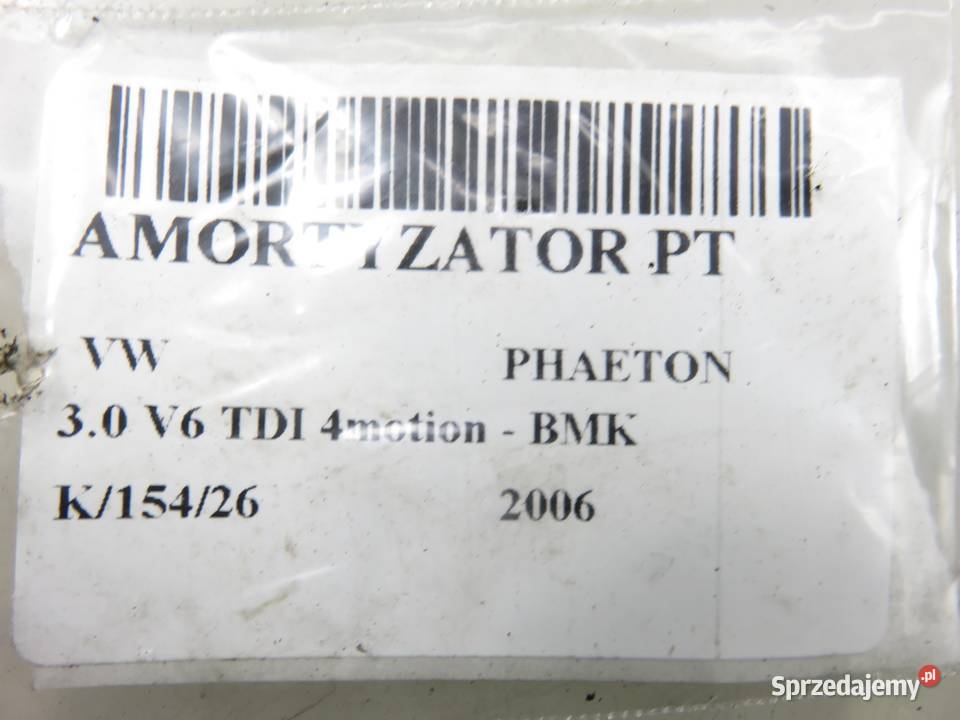 AMORTYZATOR PT
VW PHAETON
3.0 V6 TDI 4motion - BMK
K/154/26 2006
Sprzedajemy.pl